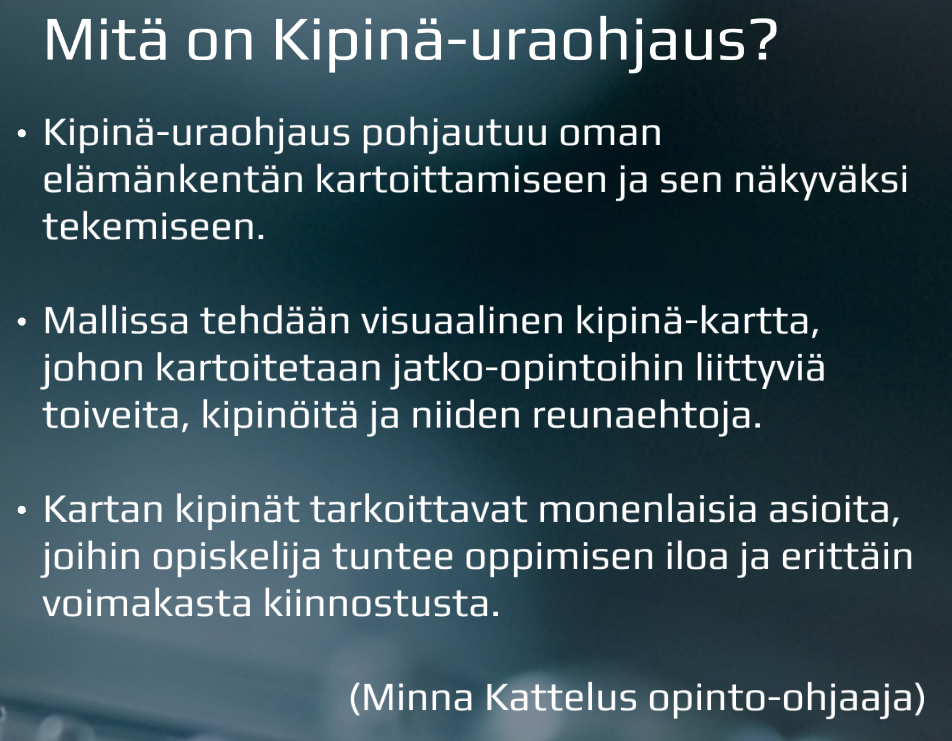 Mitä on Kipinä-uraohjaus?
• Kipinä-uraohjaus pohjautuu oman
elämänkentän kartoittamiseen ja sen näkyväksi
tekemiseen.
• Mallissa tehdään visuaalinen kipinä-kartta,
johon kartoitetaan jatko-opintoihin liittyviä
toiveita, kipinöitä ja niiden reunaehtoja.
• Kartan kipinät tarkoittavat monenlaisia asioita,
joihin opiskelija tuntee oppimisen iloa ja erittäin
voimakasta kiinnostusta.
(Minna Kattelus opinto-ohjaaja)